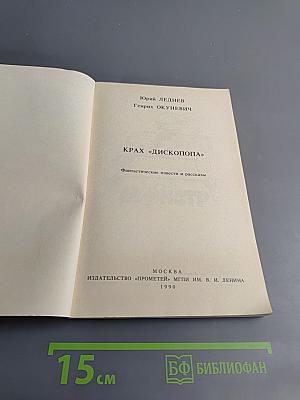 Юрий ЛЕДНЕВ
Генрих ОКУНЕВИЧ
КРАХ «ДИСКОПОПА»
Фантастические повести и рассказы
МОСКВА
ИЗДАТЕЛЬСТВО «ПРОМЕТЕЙ» МГПИ ИМ. В. И. ЛЕНИНА
1990
15 см
БФ БИБЛИОФАН